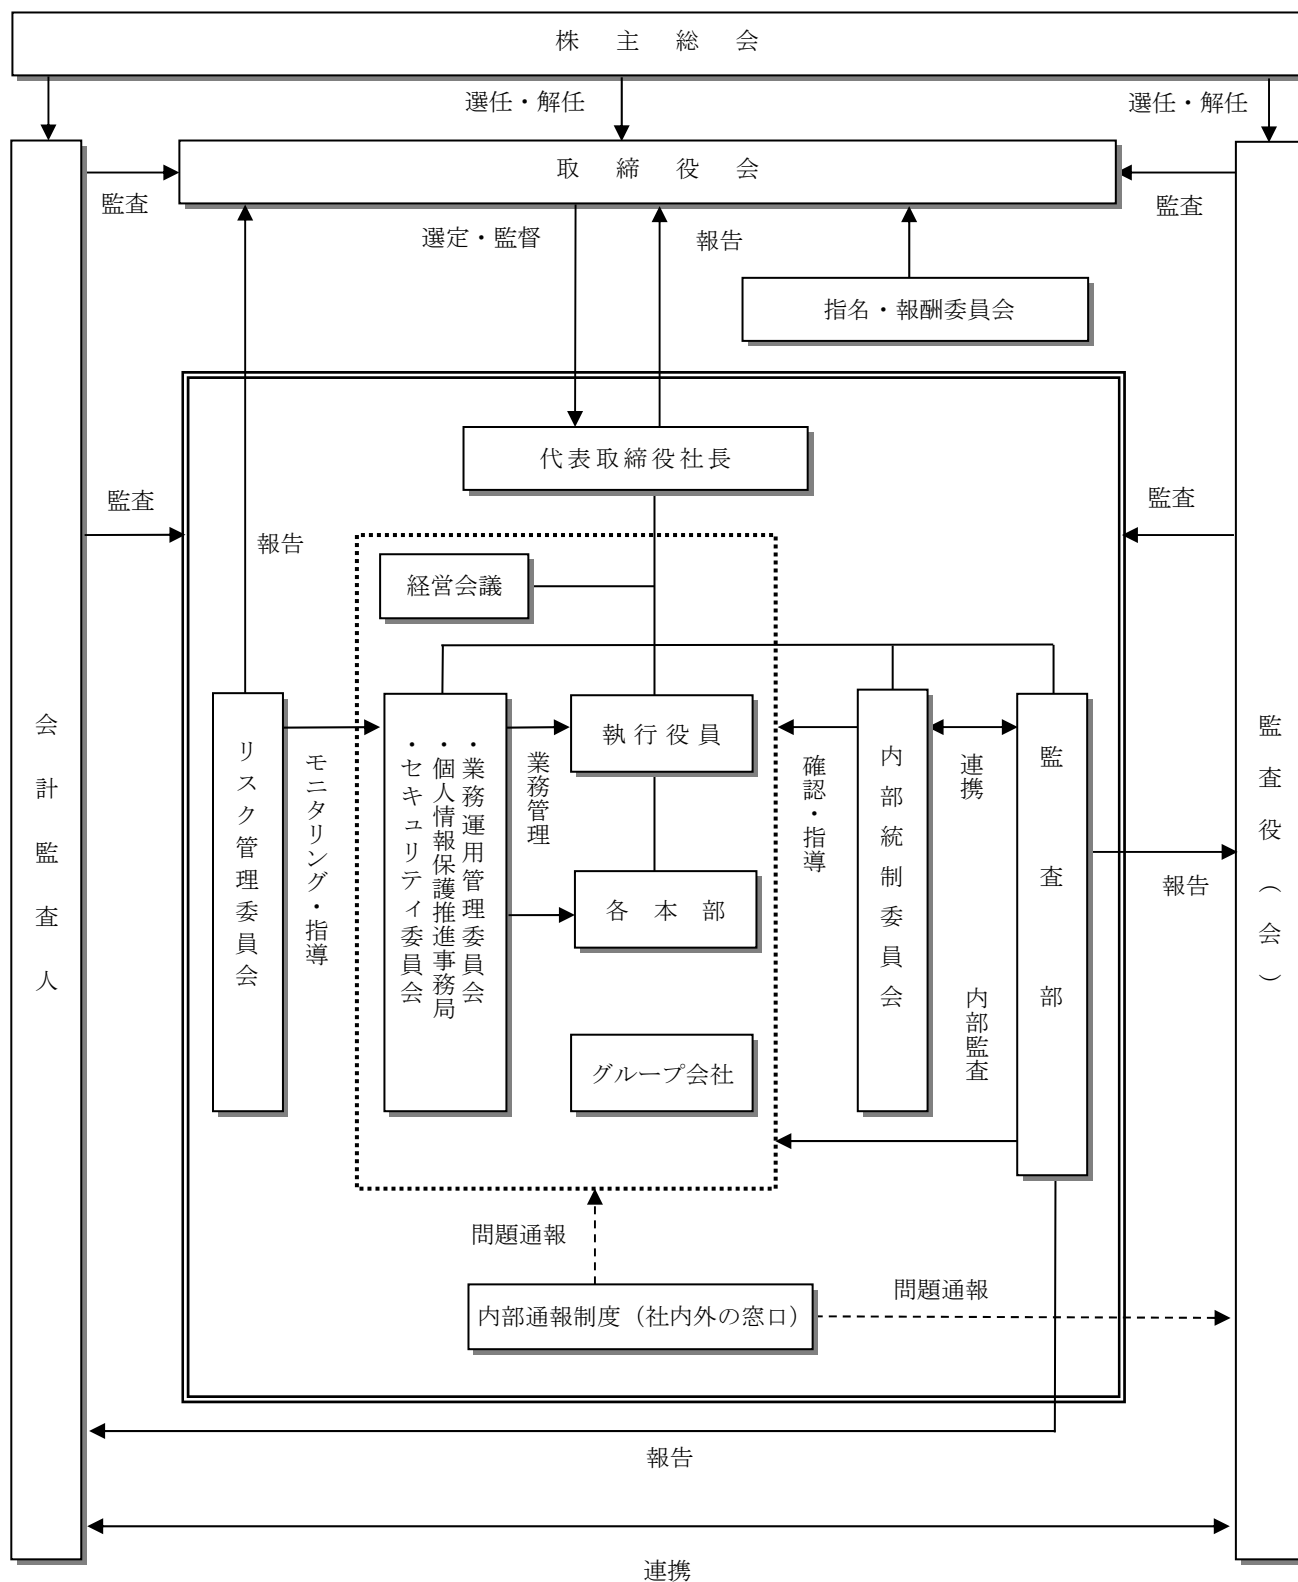 株主総会
選任・解任
選任・解任
取締役会
監査
監査
選定・監督
報告
指名・報酬委員会
代表取締役社長
監査
監査
報告
経営会議
会計監査人
リスク管理委員会
モニタリング・指導
・業務運用管理委員会
・個人情報保護推進事務局
・セキュリティ委員会
業務管理
執行役員
各本部
グループ会社
確認・指導
内部統制委員会
連携
内部監査
監査部
報告
監査役（会）
問題通報
内部通報制度（社内外の窓口）
問題通報
報告
連携